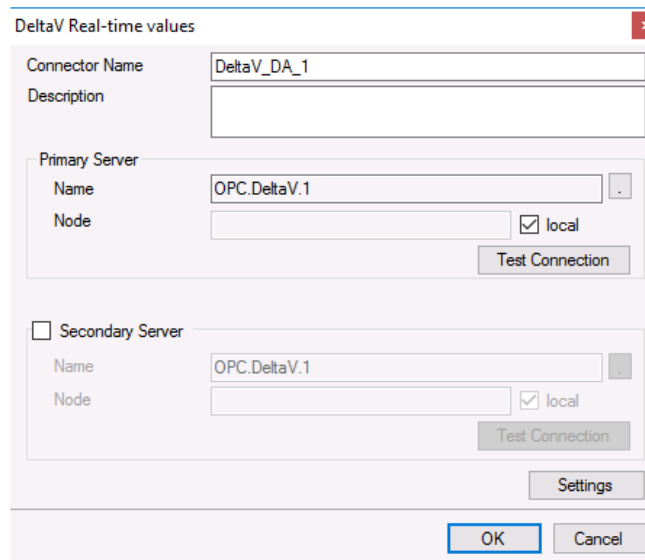 DeltaV Real-time values
Connector Name DeltaV_DA_1
Description
Primary Server
Name OPC.DeltaV.1 .
Node local
Test Connection
Secondary Server
Name OPC.DeltaV.1 .
Node local
Test Connection
Settings
OK Cancel